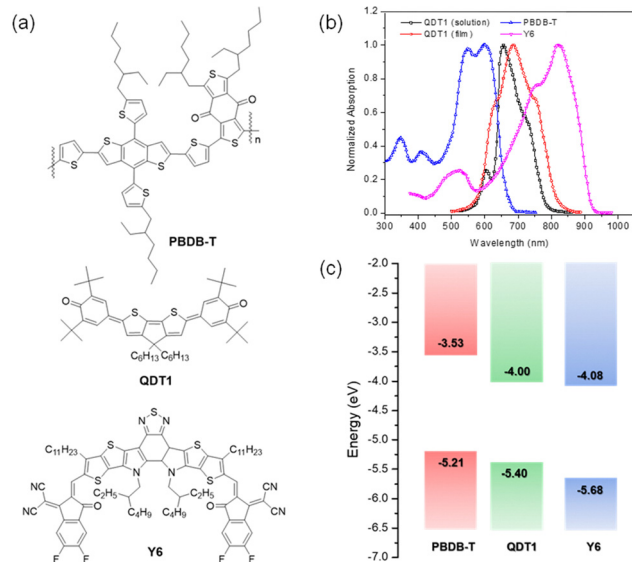 (a)
S
S
O
O
S
S
S
S
S
n
S
S
PBDB-T
O
S
S
O
C6H13 C6H13
QDT1
N S N
C11H23
S
S
S
S
C11H23
NC
CN
O
N
N
C2H5
C2H5
C4H9
C4H9
O
CN
CN
F
F
F
F
Y6
(b)
QDT1 (solution)
PBDB-T
QDT1 (film)
Y6
Normalized Absorption
1.0
0.8
0.6
0.4
0.2
0.0
300 400 500 600 700 800 900 1000
Wavelength (nm)
(c)
Energy (eV)
-2.0
-2.5
-3.0
-3.5
-4.0
-4.5
-5.0
-5.5
-6.0
-6.5
-7.0
-3.53
-4.00
-4.08
-5.21
-5.40
-5.68
PBDB-T QDT1 Y6